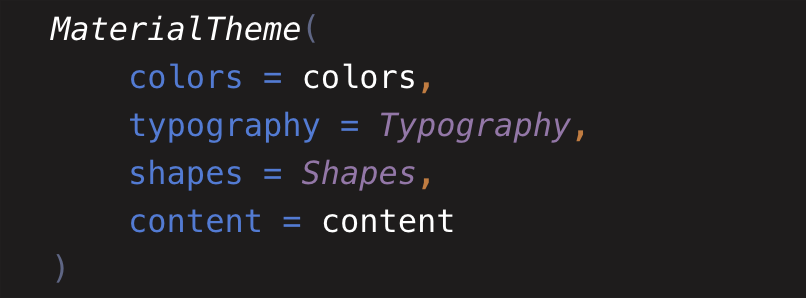 MaterialTheme(
    colors = colors,
    typography = Typography,
    shapes = Shapes,
    content = content
)